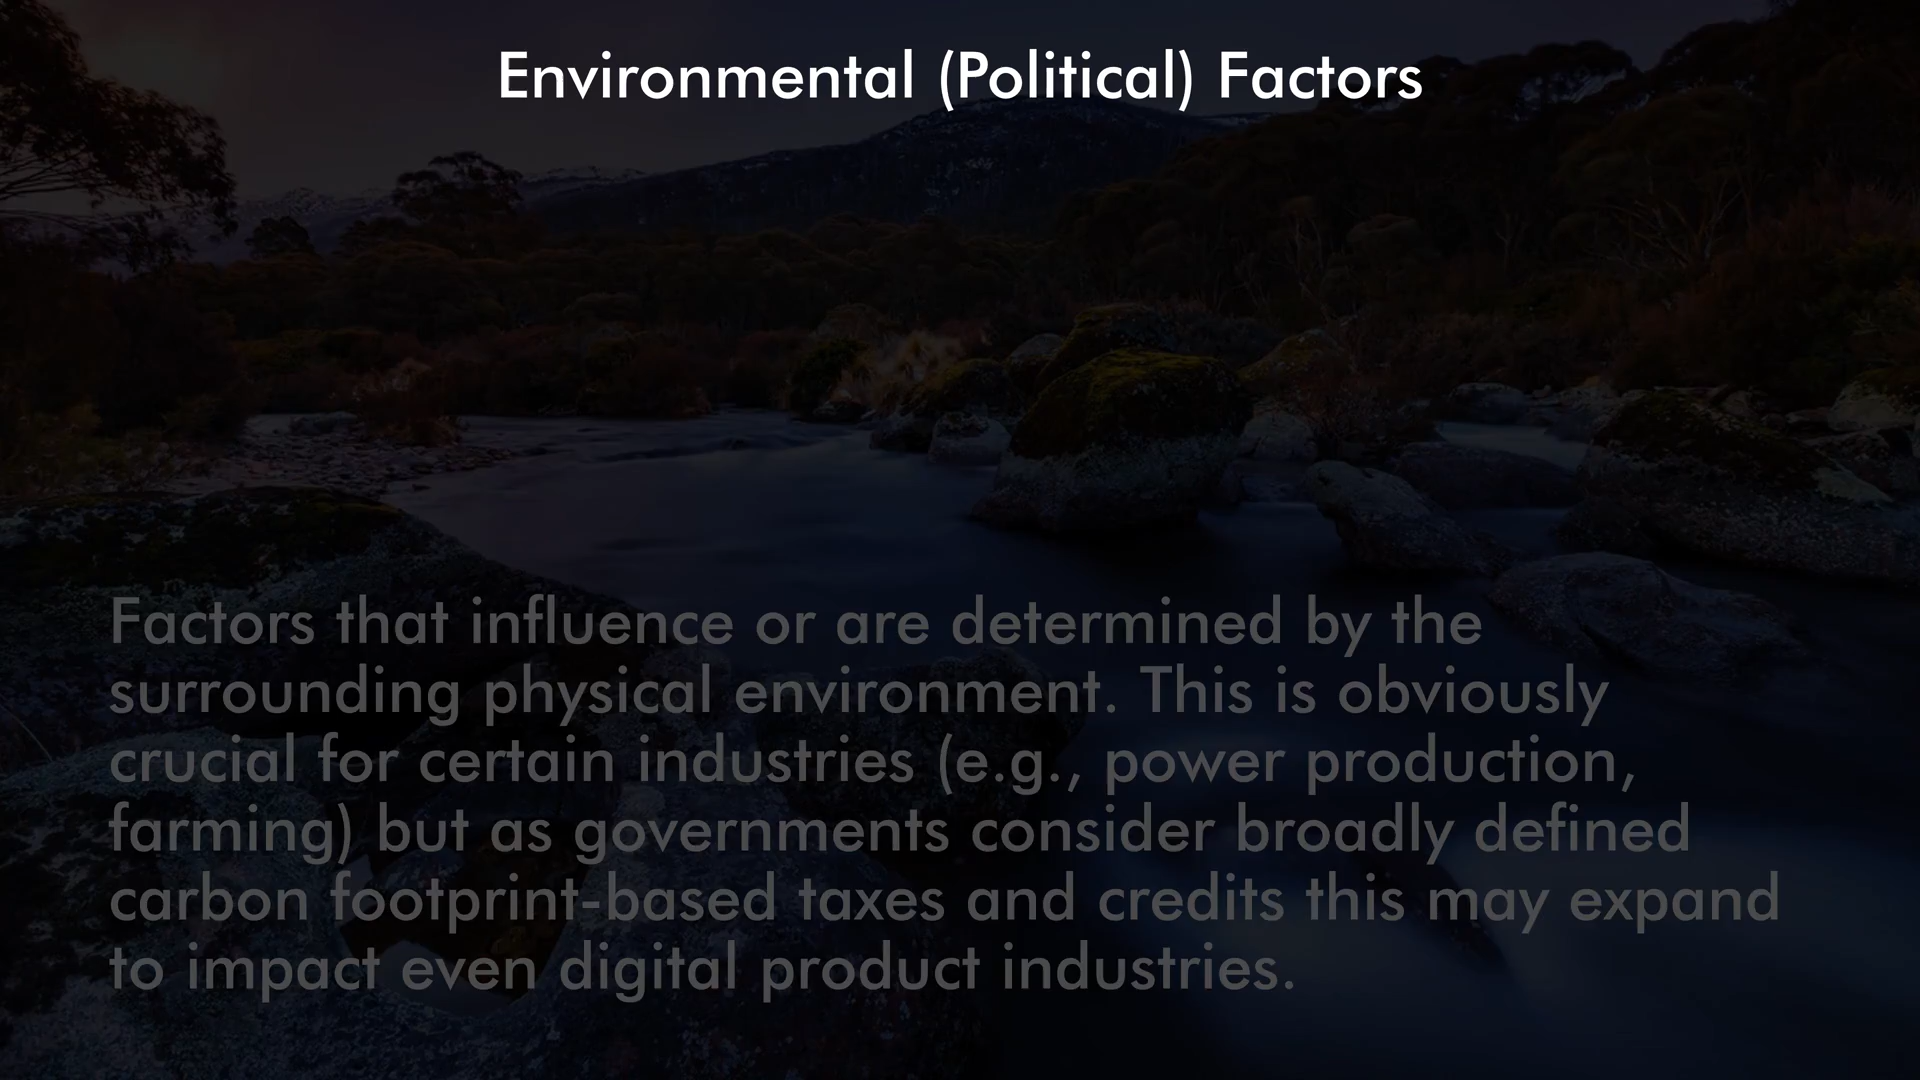 Environmental (Political) Factors
Factors that influence or are determined by the
surrounding physical environment. This is obviously
crucial for certain industries (e.g., power production,
farming) but as governments consider broadly defined
carbon footprint-based taxes and credits this may expand
to impact even digital product industries.